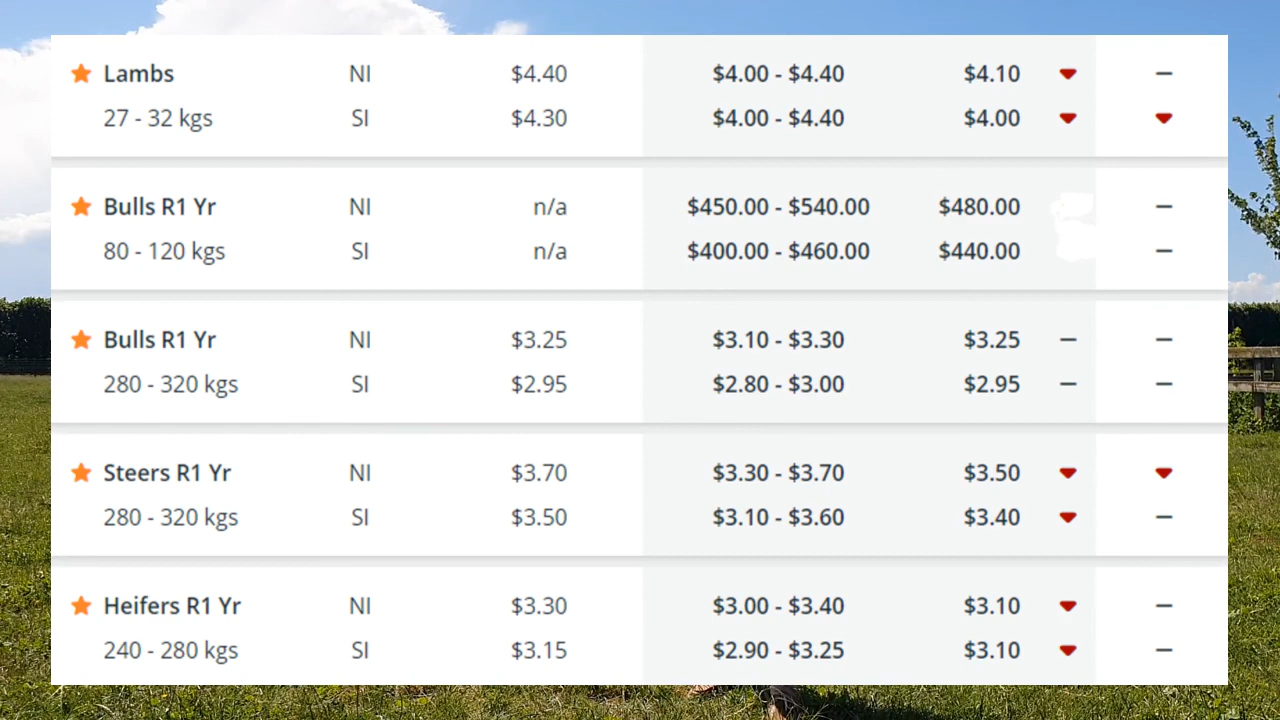 Lambs NI $4.40 $4.00 - $4.40 $4.10 –
27 - 32 kgs SI $4.30 $4.00 - $4.40 $4.00
Bulls R1 Yr NI n/a $450.00 - $540.00 $480.00 –
80 - 120 kgs SI n/a $400.00 - $460.00 $440.00 –
Bulls R1 Yr NI $3.25 $3.10 - $3.30 $3.25 – –
280 - 320 kgs SI $2.95 $2.80 - $3.00 $2.95 – –
Steers R1 Yr NI $3.70 $3.30 - $3.70 $3.50
280 - 320 kgs SI $3.50 $3.10 - $3.60 $3.40 –
Heifers R1 Yr NI $3.30 $3.00 - $3.40 $3.10 –
240 - 280 kgs SI $3.15 $2.90 - $3.25 $3.10 –